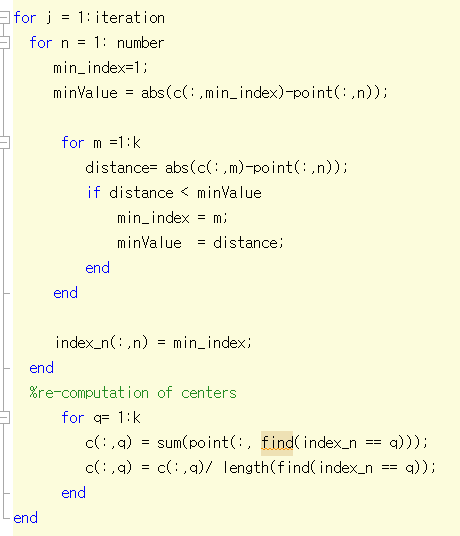 for j = 1:iteration
for n = 1: number
min_index=1;
minValue = abs(c(:,min_index)-point(:,n));
for m =1:k
distance= abs(c(:,m)-point(:,n));
if distance < minValue
min_index = m;
minValue  = distance;
end
end
index_n(:,n) = min_index;
end
%re-computation of centers
for q= 1:k
c(:,q) = sum(point(:, find(index_n == q)));
c(:,q) = c(:,q)/ length(find(index_n == q));
end
end